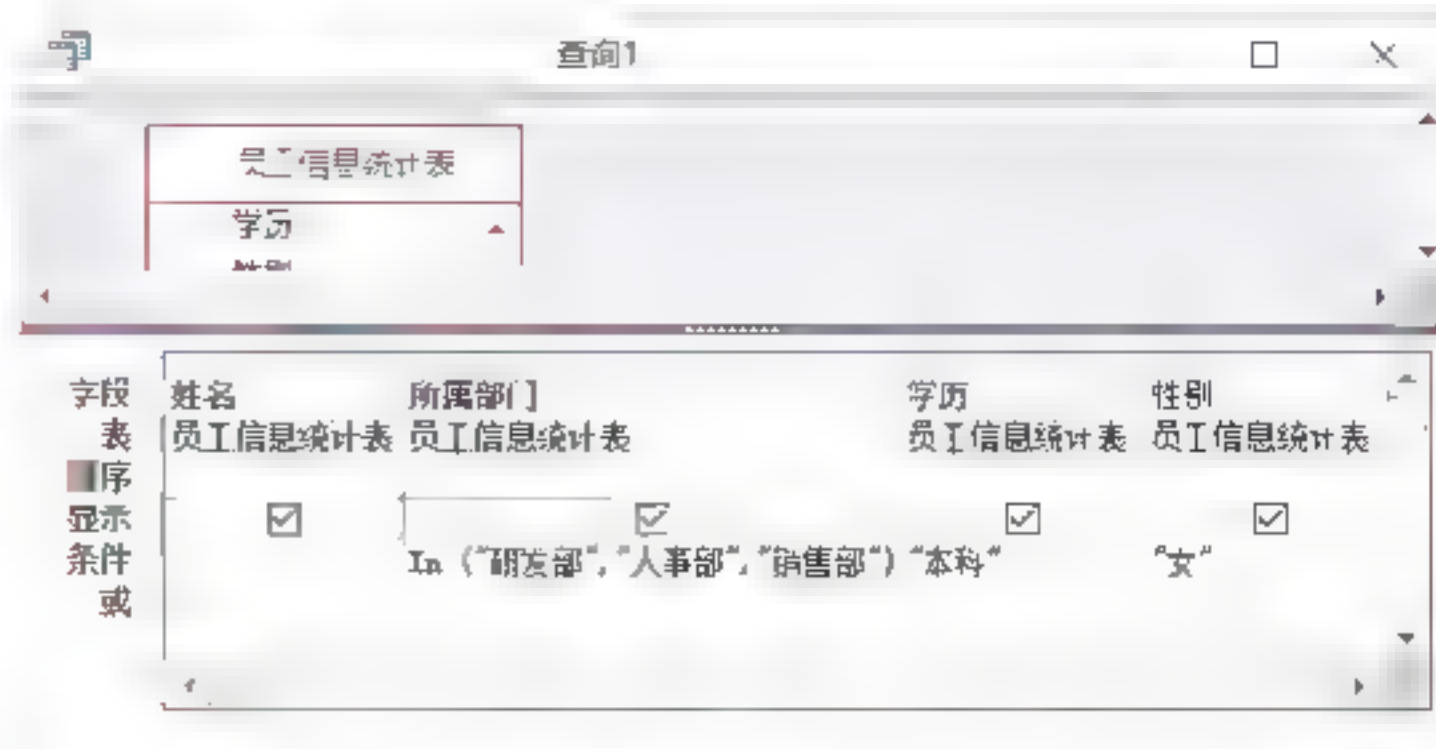 查询1
员工信息统计表
学历
性别
字段 姓名 所属部门 学历 性别
表 员工信息统计表 员工信息统计表 员工信息统计表 员工信息统计表
序
显示
条件 In ("研发部", "人事部", "销售部") "本科" "女"
或